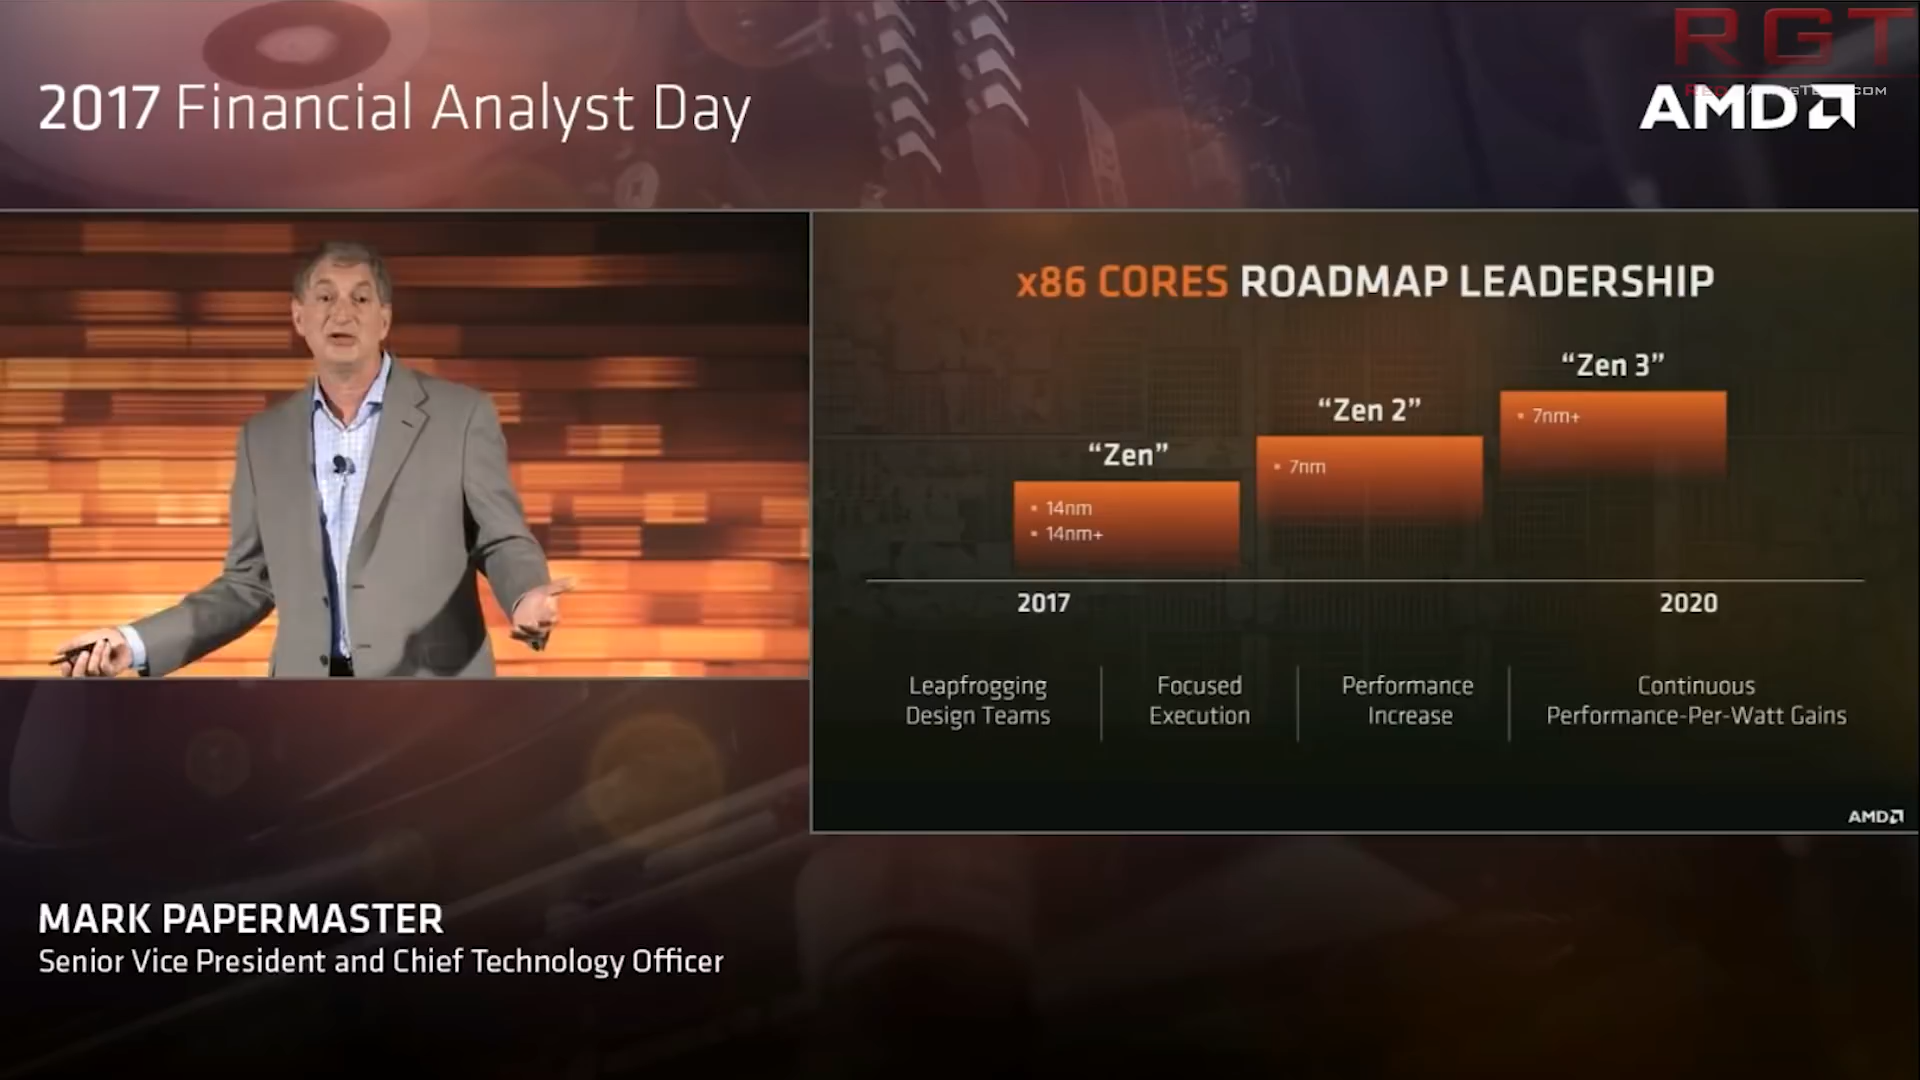 RGT
2017 Financial Analyst Day
AMD
x86 CORES ROADMAP LEADERSHIP
“Zen”
• 14nm
• 14nm+
“Zen 2”
• 7nm
“Zen 3”
• 7nm+
2017
2020
Leapfrogging
Design Teams
Focused
Execution
Performance
Increase
Continuous
Performance-Per-Watt Gains
AMD
MARK PAPERMASTER
Senior Vice President and Chief Technology Officer